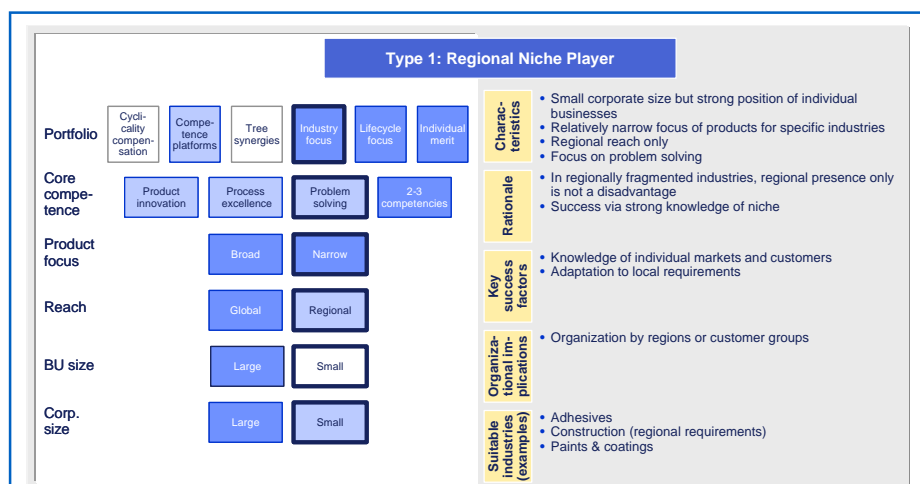 Type 1: Regional Niche Player
Portfolio
Cycli-
cality
compen-
sation
Compe-
tence
platforms
Tree
synergies
Industry
focus
Lifecycle
focus
Individual
merit
Core
compe-
tence
Product
innovation
Process
excellence
Problem
solving
2-3
competencies
Product
focus
Broad
Narrow
Reach
Global
Regional
BU size
Large
Small
Corp.
size
Large
Small
Charac-
teristics
• Small corporate size but strong position of individual
businesses
• Relatively narrow focus of products for specific industries
• Regional reach only
• Focus on problem solving
Rationale
• In regionally fragmented industries, regional presence only
is not a disadvantage
• Success via strong knowledge of niche
Key
success
factors
• Knowledge of individual markets and customers
• Adaptation to local requirements
Organiza-
tional im-
plications
• Organization by regions or customer groups
Suitable
industries
(examples)
• Adhesives
• Construction (regional requirements)
• Paints & coatings